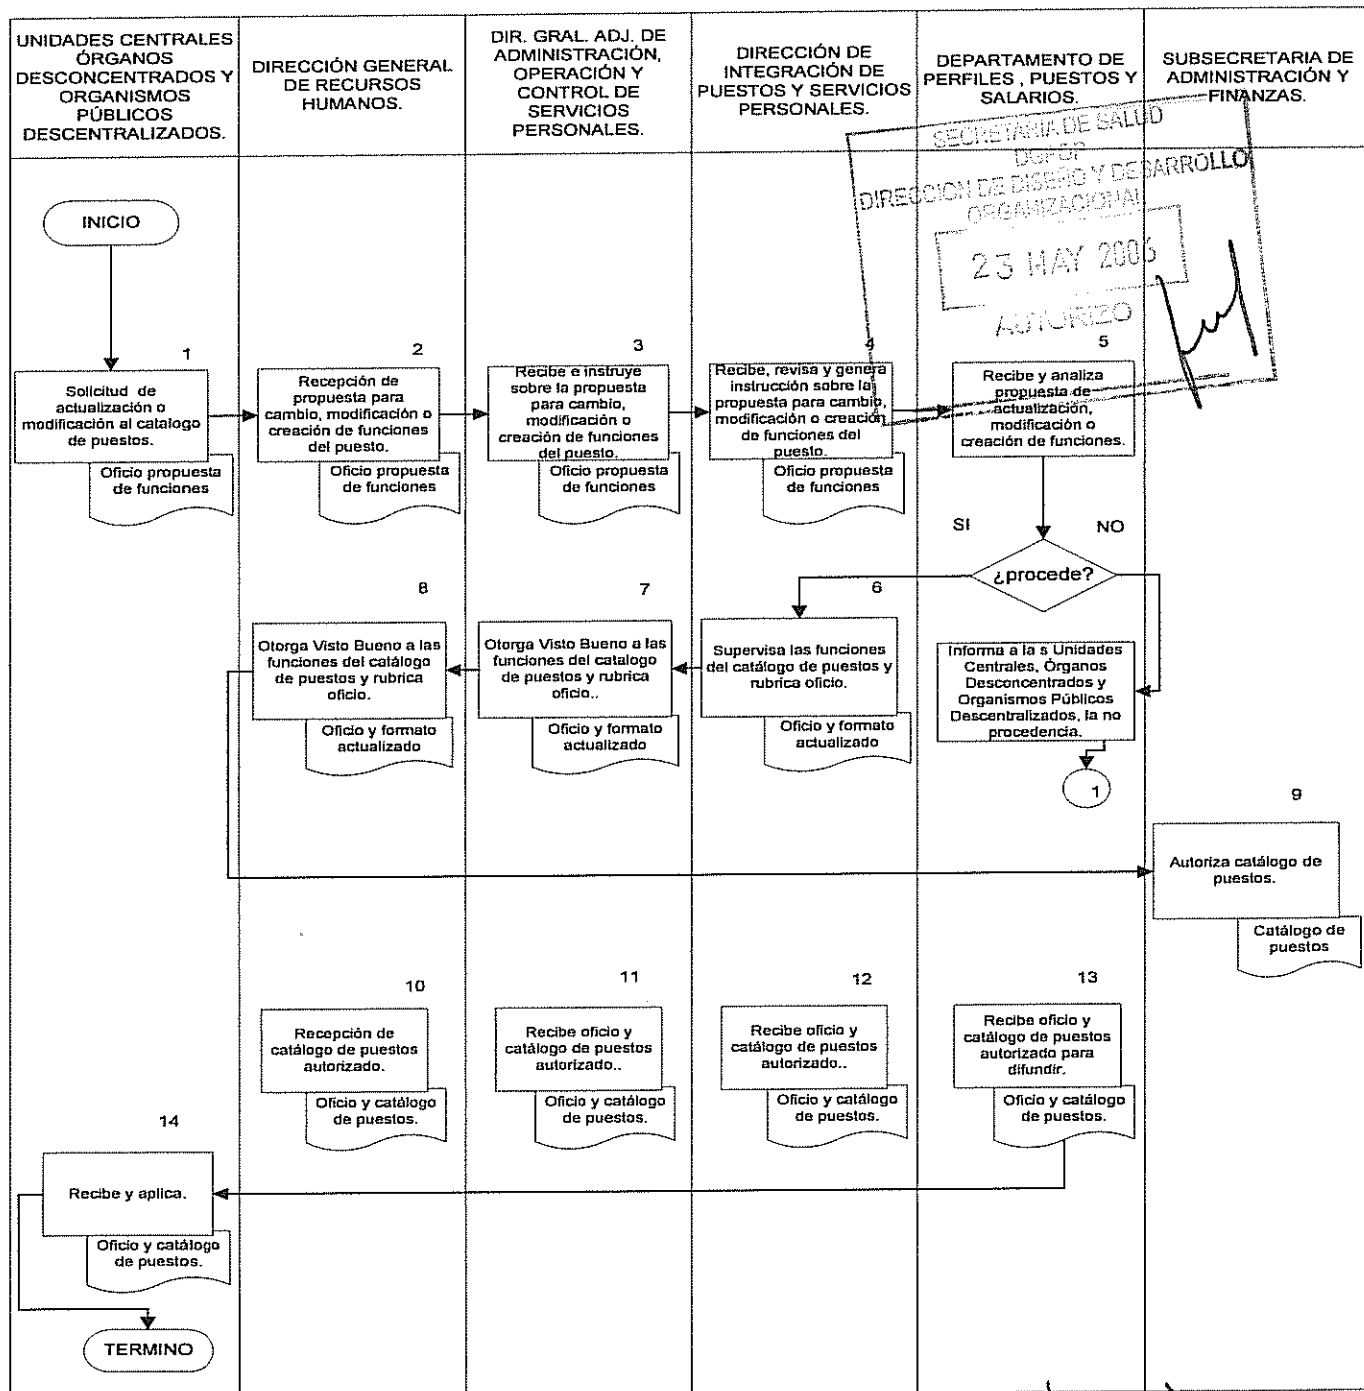 UNIDADES CENTRALES
ÓRGANOS
DESCONCENTRADOS Y
ORGANISMOS
PÚBLICOS
DESCENTRALIZADOS.
DIRECCIÓN GENERAL
DE RECURSOS
HUMANOS.
DIR. GRAL. ADJ. DE
ADMINISTRACIÓN,
OPERACIÓN Y
CONTROL DE
SERVICIOS
PERSONALES.
DIRECCIÓN DE
INTEGRACIÓN DE
PUESTOS Y SERVICIOS
PERSONALES.
DEPARTAMENTO DE
PERFILES , PUESTOS Y
SALARIOS.
SUBSECRETARIA DE
ADMINISTRACIÓN Y
FINANZAS.
SECRETARIA DE SALUD
DIRECCION DE DISEÑO Y DESARROLLO
ORGANIZACIONAL
23 MAY 2006
AUTORIZO
INICIO
1
Solicitud de
actualización o
modificación al catalogo
de puestos.
Oficio propuesta
de funciones
2
Recepción de
propuesta para
cambio, modificación o
creación de funciones
del puesto.
Oficio propuesta
de funciones
3
Recibe e instruye
sobre la propuesta
para cambio,
modificación o
creación de funciones
del puesto.
Oficio propuesta
de funciones
4
Recibe, revisa y genera
instrucción sobre la
propuesta para cambio,
modificación o creación
de funciones del
puesto.
Oficio propuesta
de funciones
5
Recibe y analiza
propuesta de
actualización,
modificación o
creación de funciones.
SI
NO
¿procede?
8
Otorga Visto Bueno a las
funciones del catálogo
de puestos y rubrica
oficio.
Oficio y formato
actualizado
7
Otorga Visto Bueno a las
funciones del catalogo
de puestos y rubrica
oficio..
Oficio y formato
actualizado
6
Supervisa las funciones
del catálogo de puestos y
rubrica oficio.
Oficio y formato
actualizado
Informa a la s Unidades
Centrales, Órganos
Desconcentrados y
Organismos Públicos
Descentralizados, la no
procedencia.
1
9
Autoriza catálogo de
puestos.
Catálogo de
puestos
10
Recepción de
catálogo de puestos
autorizado.
Oficio y catálogo
de puestos.
11
Recibe oficio y
catálogo de puestos
autorizado..
Oficio y catálogo
de puestos.
12
Recibe oficio y
catálogo de puestos
autorizado..
Oficio y catálogo
de puestos.
13
Recibe oficio y
catálogo de puestos
autorizado para
difundir.
Oficio y catálogo
de puestos.
14
Recibe y aplica.
Oficio y catálogo
de puestos.
TERMINO